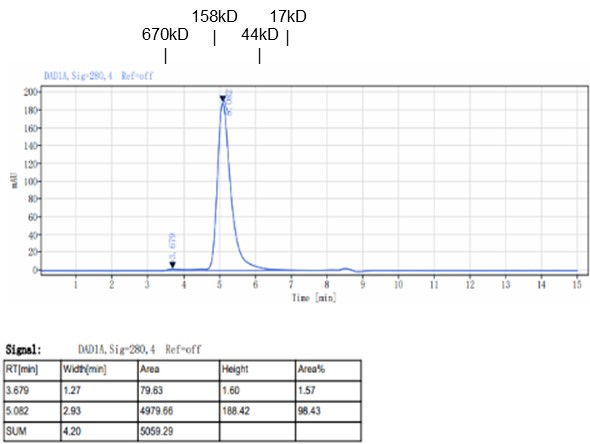 158kD 17kD
670kD | 44kD |
| |
DAD1A, Sig=280,4 Ref=off
200
180
160
140
120
100
80
60
40
20
0
mAU
5.082
3.679
1 2 3 4 5 6 7 8 9 10 11 12 13 14 15
Time [min]
Signal: DAD1A, Sig=280,4 Ref=off
RT[min] Width[min] Area Height Area%
3.679 1.27 79.63 1.60 1.57
5.082 2.93 4979.66 188.42 98.43
SUM 4.20 5059.29